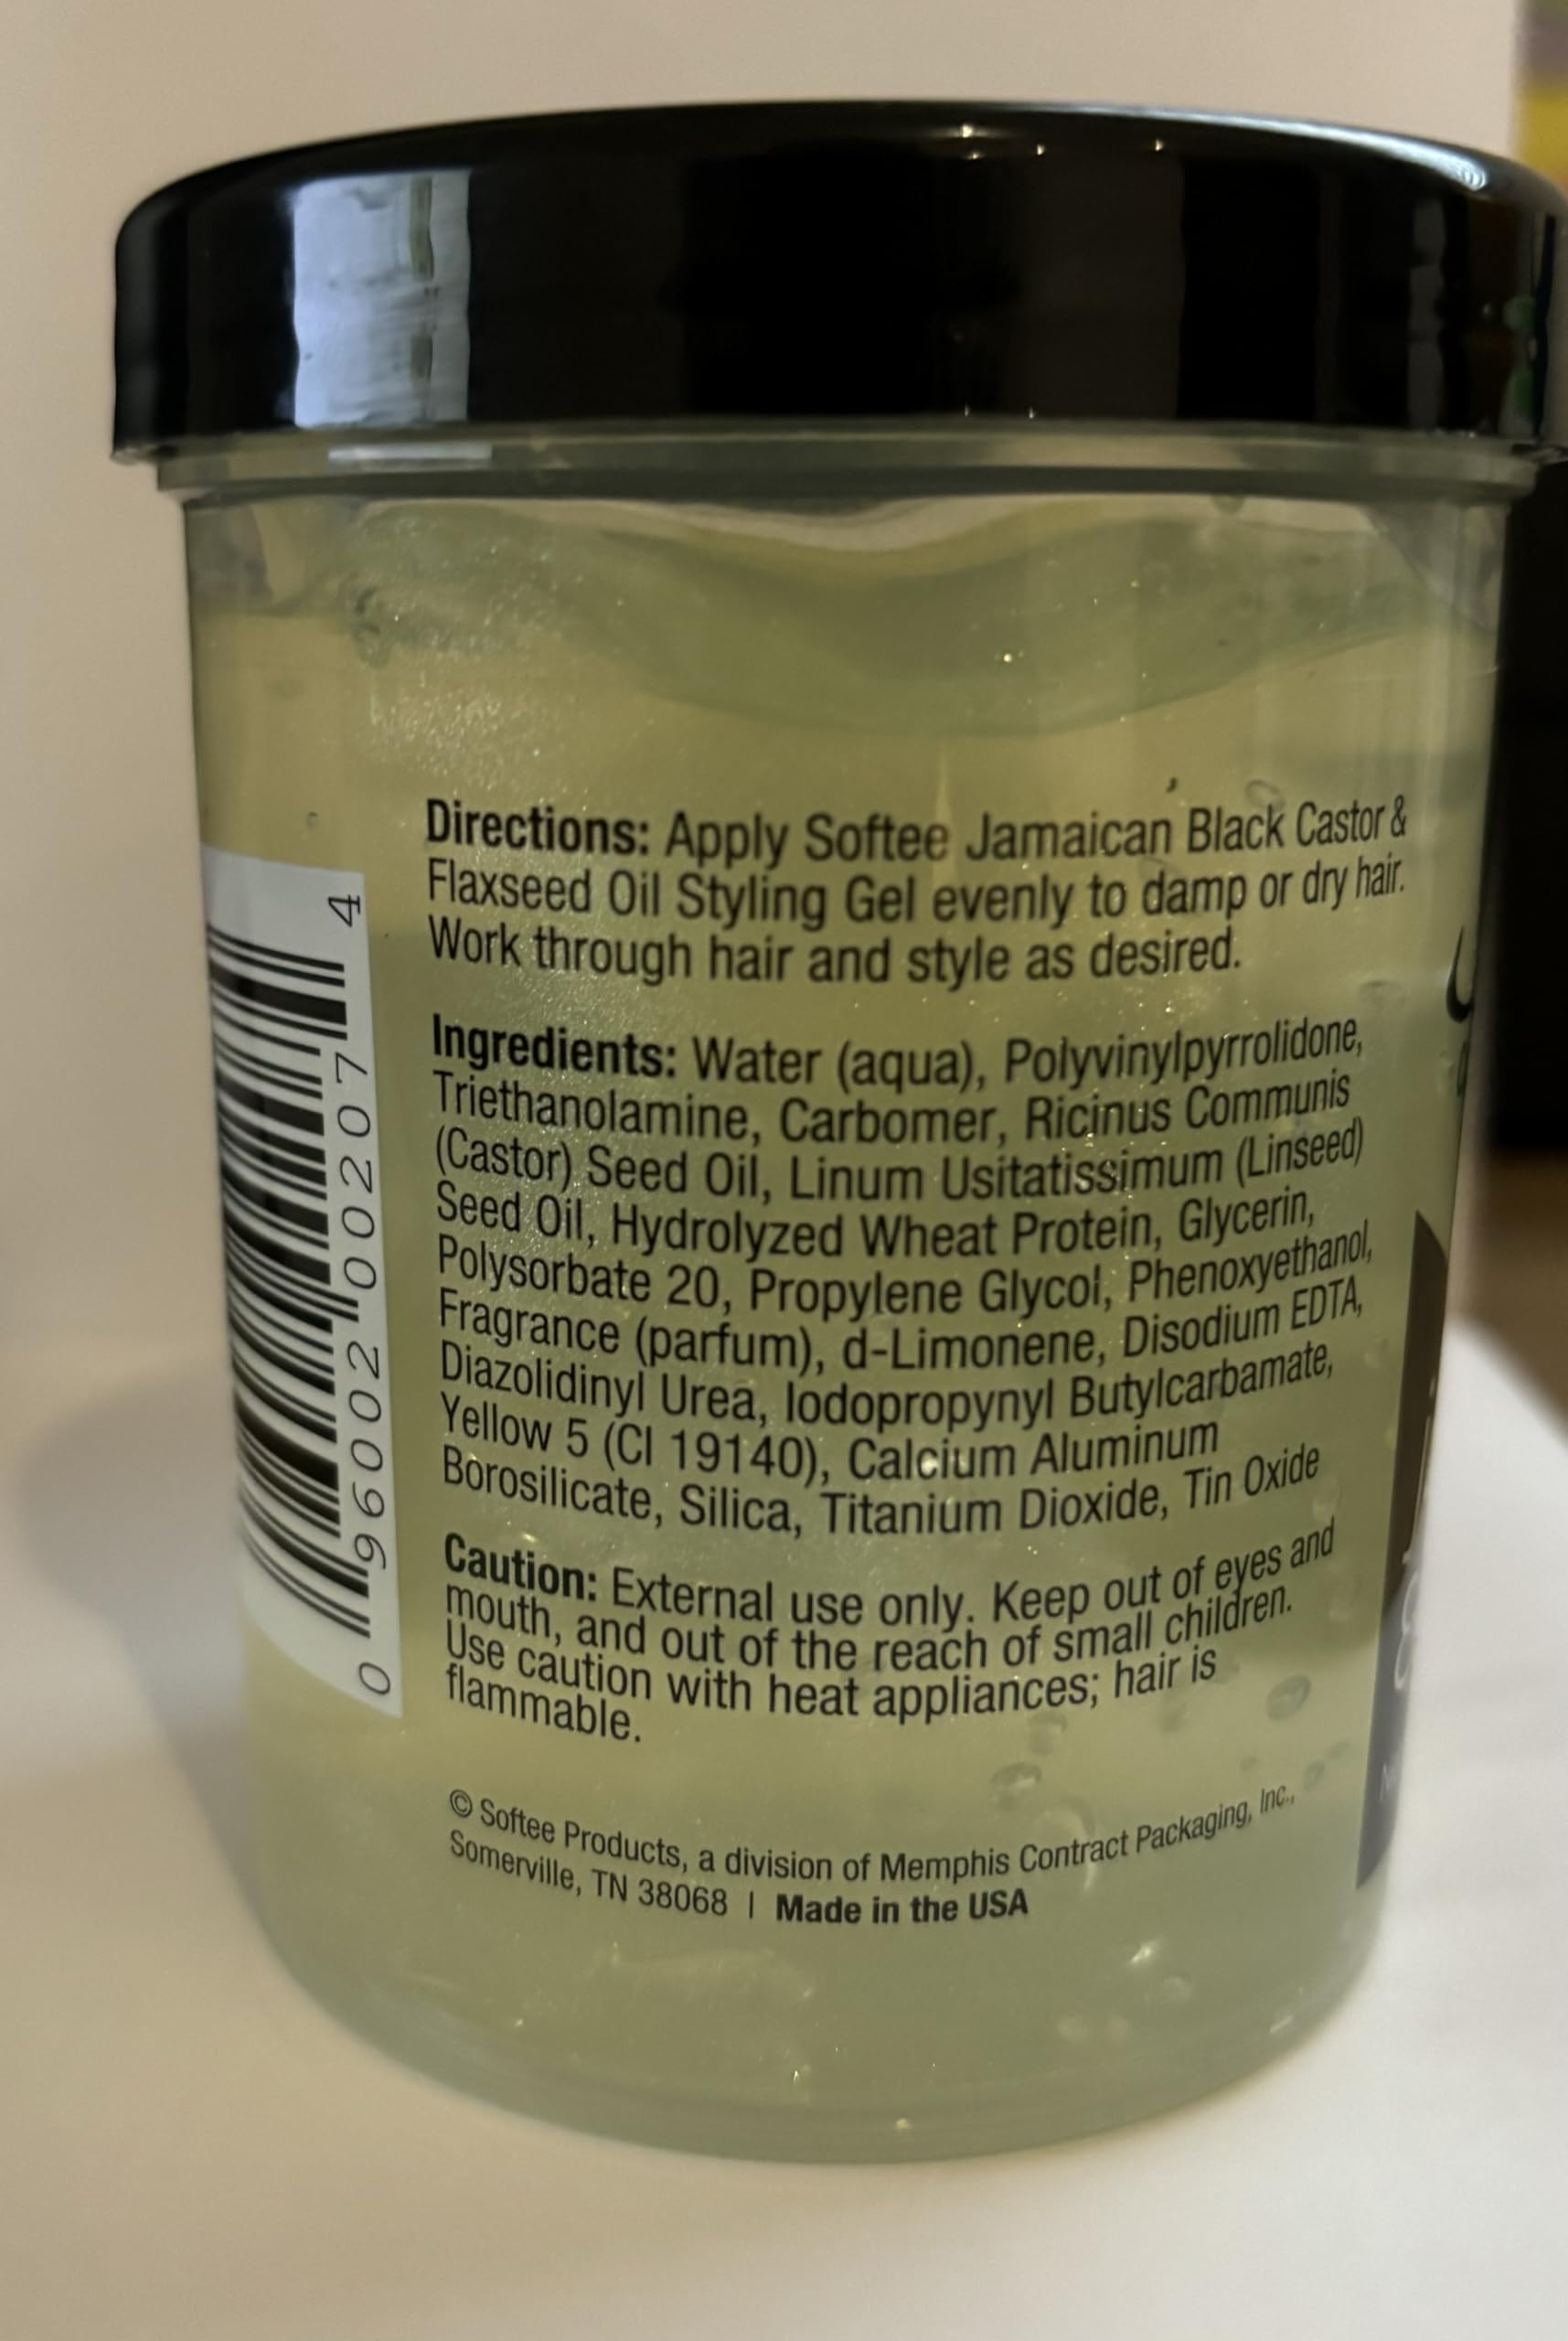 Directions: Apply Softee Jamaican Black Castor &
Flaxseed Oil Styling Gel evenly to damp or dry hair.
Work through hair and style as desired.
Ingredients: Water (aqua), Polyvinylpyrrolidone,
Triethanolamine, Carbomer, Ricinus Communis
(Castor) Seed Oil, Linum Usitatissimum (Linseed)
Seed Oil, Hydrolyzed Wheat Protein, Glycerin,
Polysorbate 20, Propylene Glycol, Phenoxyethanol,
Fragrance (parfum), d-Limonene, Disodium EDTA,
Diazolidinyl Urea, Iodopropynyl Butylcarbamate,
Yellow 5 (CI 19140), Calcium Aluminum
Borosilicate, Silica, Titanium Dioxide, Tin Oxide
Caution: External use only. Keep out of eyes and
mouth, and out of the reach of small children.
Use caution with heat appliances; hair is
flammable.
© Softee Products, a division of Memphis Contract Packaging, Inc.,
Somerville, TN 38068 | Made in the USA
0 96002 00207 4